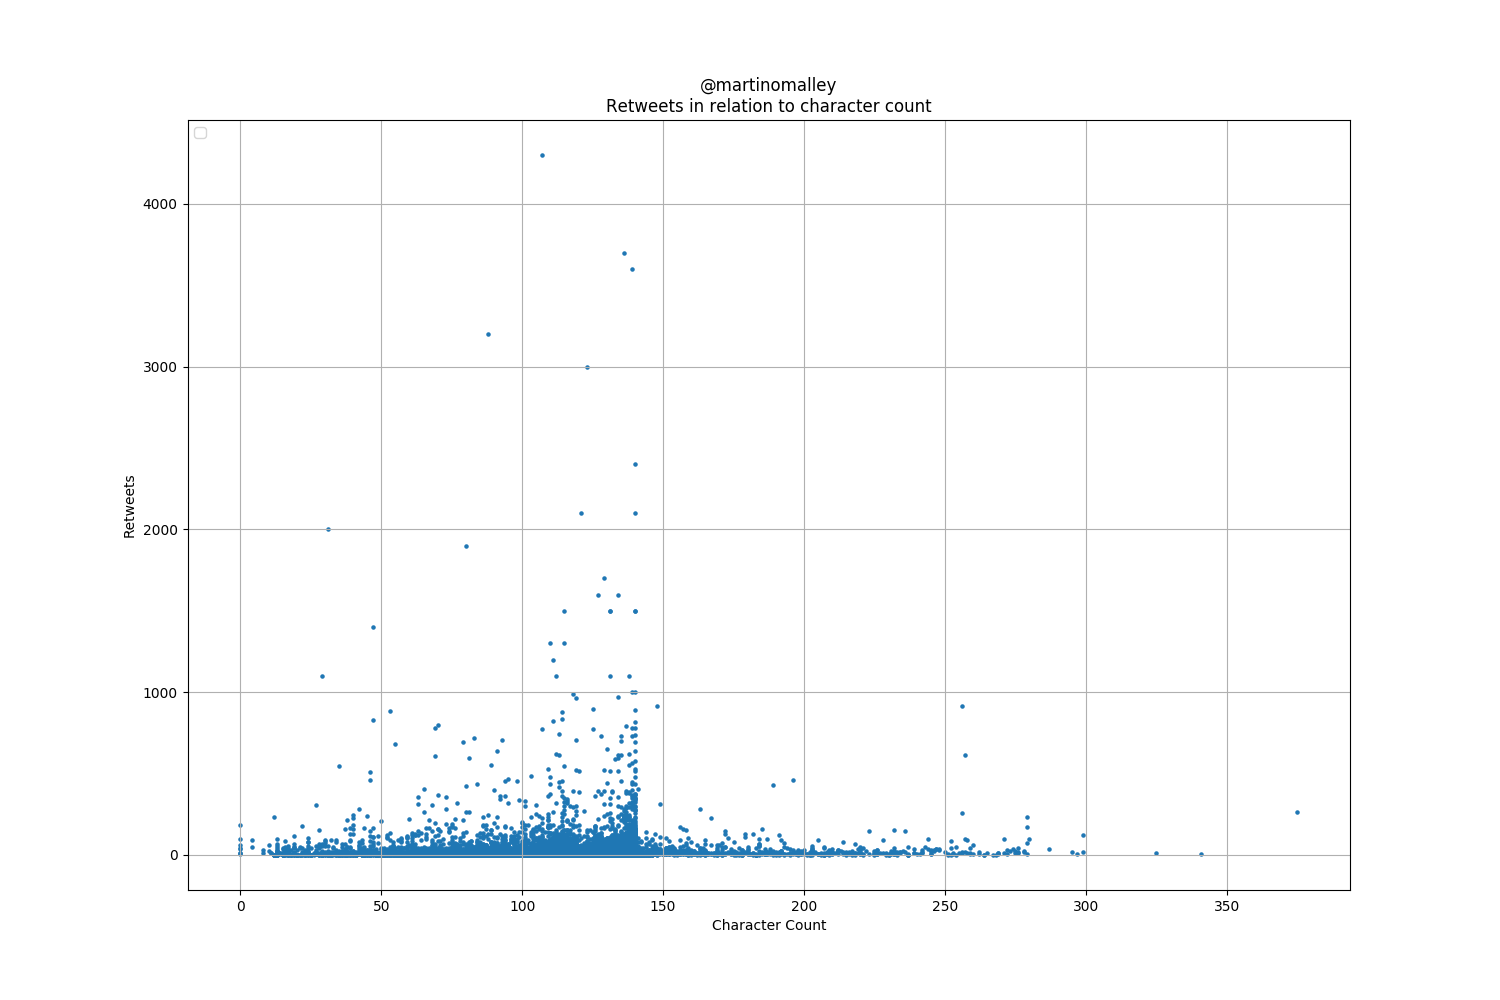 @martinomalley
Retweets in relation to character count
4000
3000
2000
1000
0
Retweets
0 50 100 150 200 250 300 350
Character Count